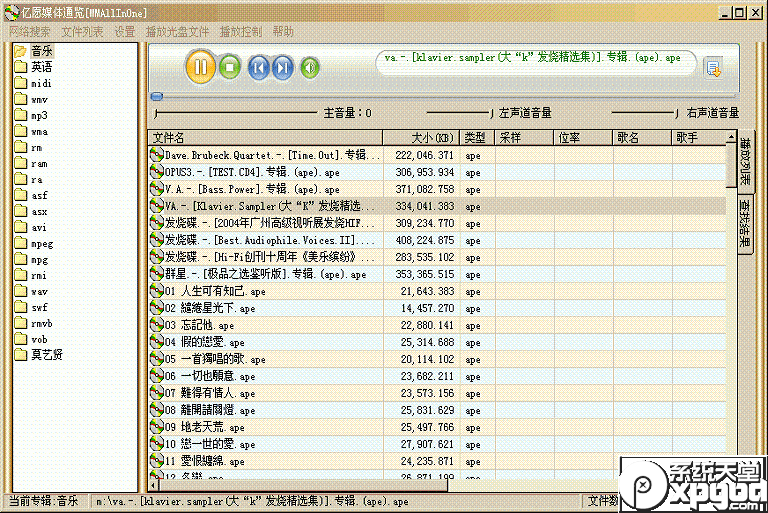 亿愿媒体通览[WMAllInOne]
网络搜索 文件列表 设置 播放光盘文件 播放控制 帮助
音乐
英语
midi
wmv
mp3
wma
rm
ram
ra
asf
asx
avi
mpeg
mpg
rmi
wav
swf
rmvb
vob
莫艺贤
va.-.[klavier.sampler(大“k”发烧精选集)].专辑.(ape).ape
主音量:0 左声道音量 右声道音量
文件名 大小(KB) 类型 采样 位率 歌名 歌手
Dave.Brubeck.Quartet.-.[Time.Out].专辑... 222,046.371 ape
OPUS3.-.[TEST.CD4].专辑.(ape).ape 306,953.934 ape
V.A.-.[Bass.Power].专辑.(ape).ape 371,082.758 ape
VA.-.[Klavier.Sampler(大“K”发烧精选... 334,041.383 ape
发烧碟.-.[2004年广州高级视听展发烧HIF... 309,234.770 ape
发烧碟.-.[Best.Audiophile.Voices.II].... 408,224.875 ape
发烧碟.-.[Hi-Fi创刊十周年《美乐缤纷》... 283,535.102 ape
群星.-.[极品之选鉴听版].专辑.(ape).ape 353,365.515 ape
01 人生可有知己.ape 21,643.383 ape
02 繾綣星光下.ape 14,457.270 ape
03 忘記他.ape 22,880.141 ape
04 假的戀愛.ape 25,314.688 ape
05 一首獨唱的歌.ape 20,114.102 ape
06 一切也願意.ape 23,682.211 ape
07 難得有情人.ape 23,573.156 ape
08 離開請關燈.ape 25,831.629 ape
09 地老天荒.ape 25,497.766 ape
10 戀一世的愛.ape 27,907.621 ape
11 愛恨纏綿.ape 24,235.871 ape
播放列表
查找结果
当前专辑:音乐 m:\va.-.[klavier.sampler(大“k”发烧精选集)].专辑.(ape).ape 文件数
系统天堂
xpgod
.com